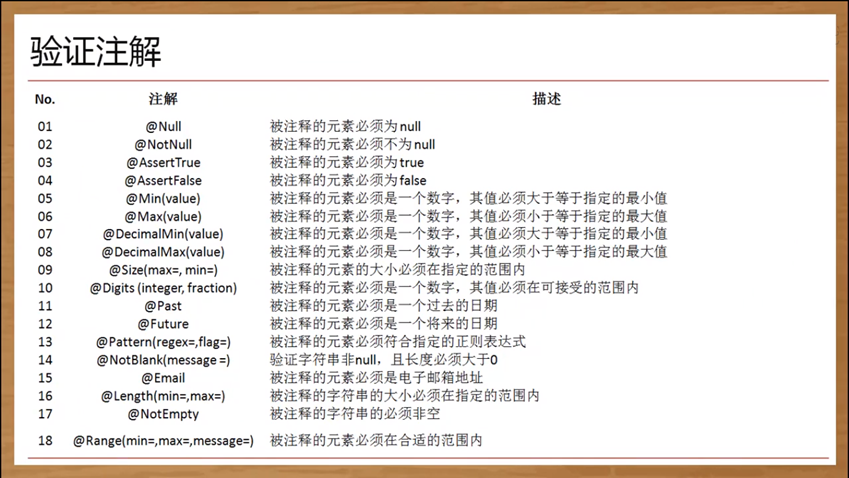 验证注解
No. 注解 描述
01 @Null 被注释的元素必须为null
02 @NotNull 被注释的元素必须不为null
03 @AssertTrue 被注释的元素必须为true
04 @AssertFalse 被注释的元素必须为false
05 @Min(value) 被注释的元素必须是一个数字，其值必须大于等于指定的最小值
06 @Max(value) 被注释的元素必须是一个数字，其值必须小于等于指定的最大值
07 @DecimalMin(value) 被注释的元素必须是一个数字，其值必须大于等于指定的最小值
08 @DecimalMax(value) 被注释的元素必须是一个数字，其值必须小于等于指定的最大值
09 @Size(max=, min=) 被注释的元素的大小必须在指定的范围内
10 @Digits (integer, fraction) 被注释的元素必须是一个数字，其值必须在可接受的范围内
11 @Past 被注释的元素必须是一个过去的日期
12 @Future 被注释的元素必须是一个将来的日期
13 @Pattern(regex=,flag=) 被注释的元素必须符合指定的正则表达式
14 @NotBlank(message =) 验证字符串非null，且长度必须大于0
15 @Email 被注释的元素必须是电子邮箱地址
16 @Length(min=,max=) 被注释的字符串的大小必须在指定的范围内
17 @NotEmpty 被注释的字符串的必须非空
18 @Range(min=,max=,message=) 被注释的元素必须在合适的范围内